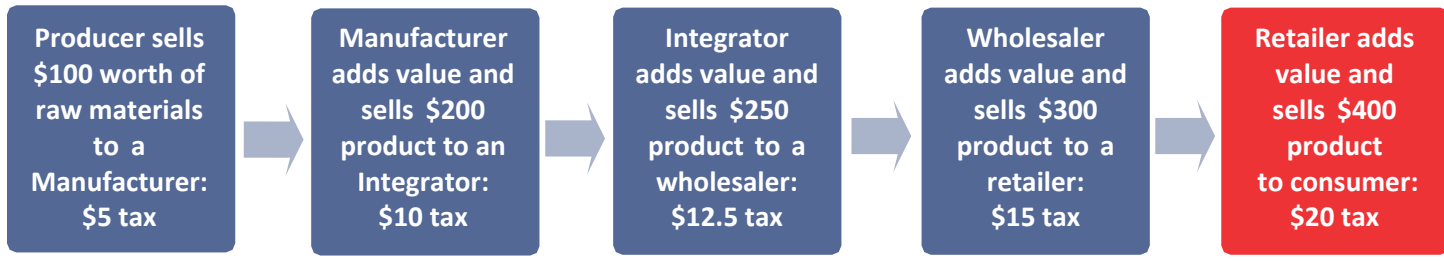 Producer sells
$100 worth of
raw materials
to a
Manufacturer:
$5 tax
Manufacturer
adds value and
sells $200
product to an
Integrator:
$10 tax
Integrator
adds value and
sells $250
product to a
wholesaler:
$12.5 tax
Wholesaler
adds value and
sells $300
product to a
retailer:
$15 tax
Retailer adds
value and
sells $400
product
to consumer:
$20 tax